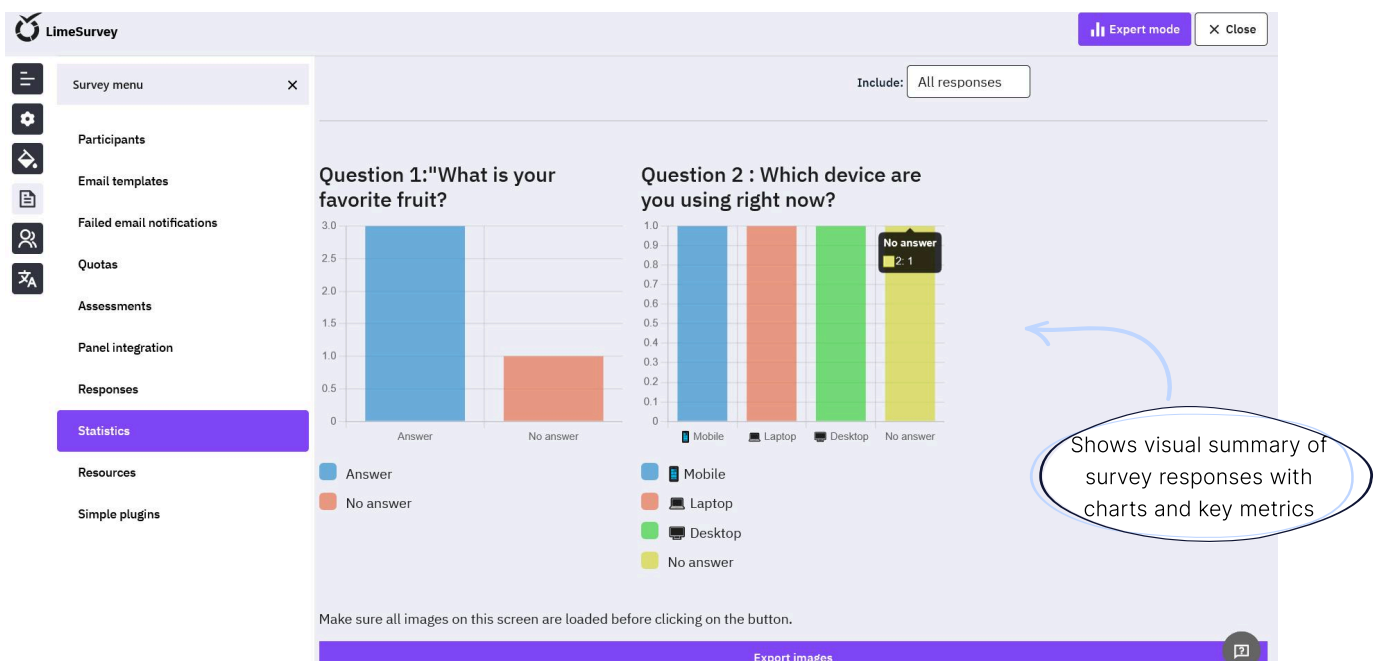 LimeSurvey
Expert mode
Close
Survey menu
Include:
All responses
Participants
Email templates
Failed email notifications
Quotas
Assessments
Panel integration
Responses
Statistics
Resources
Simple plugins
Question 1:"What is your
favorite fruit?
3.0
2.5
2.0
1.5
1.0
0.5
0
Answer
No answer
Answer
No answer
Question 2 : Which device are
you using right now?
1.0
0.9
0.8
0.7
0.6
0.5
0.4
0.3
0.2
0.1
0
No answer
2: 1
Mobile
Laptop
Desktop
No answer
Mobile
Laptop
Desktop
No answer
Shows visual summary of
survey responses with
charts and key metrics
Make sure all images on this screen are loaded before clicking on the button.
Export images